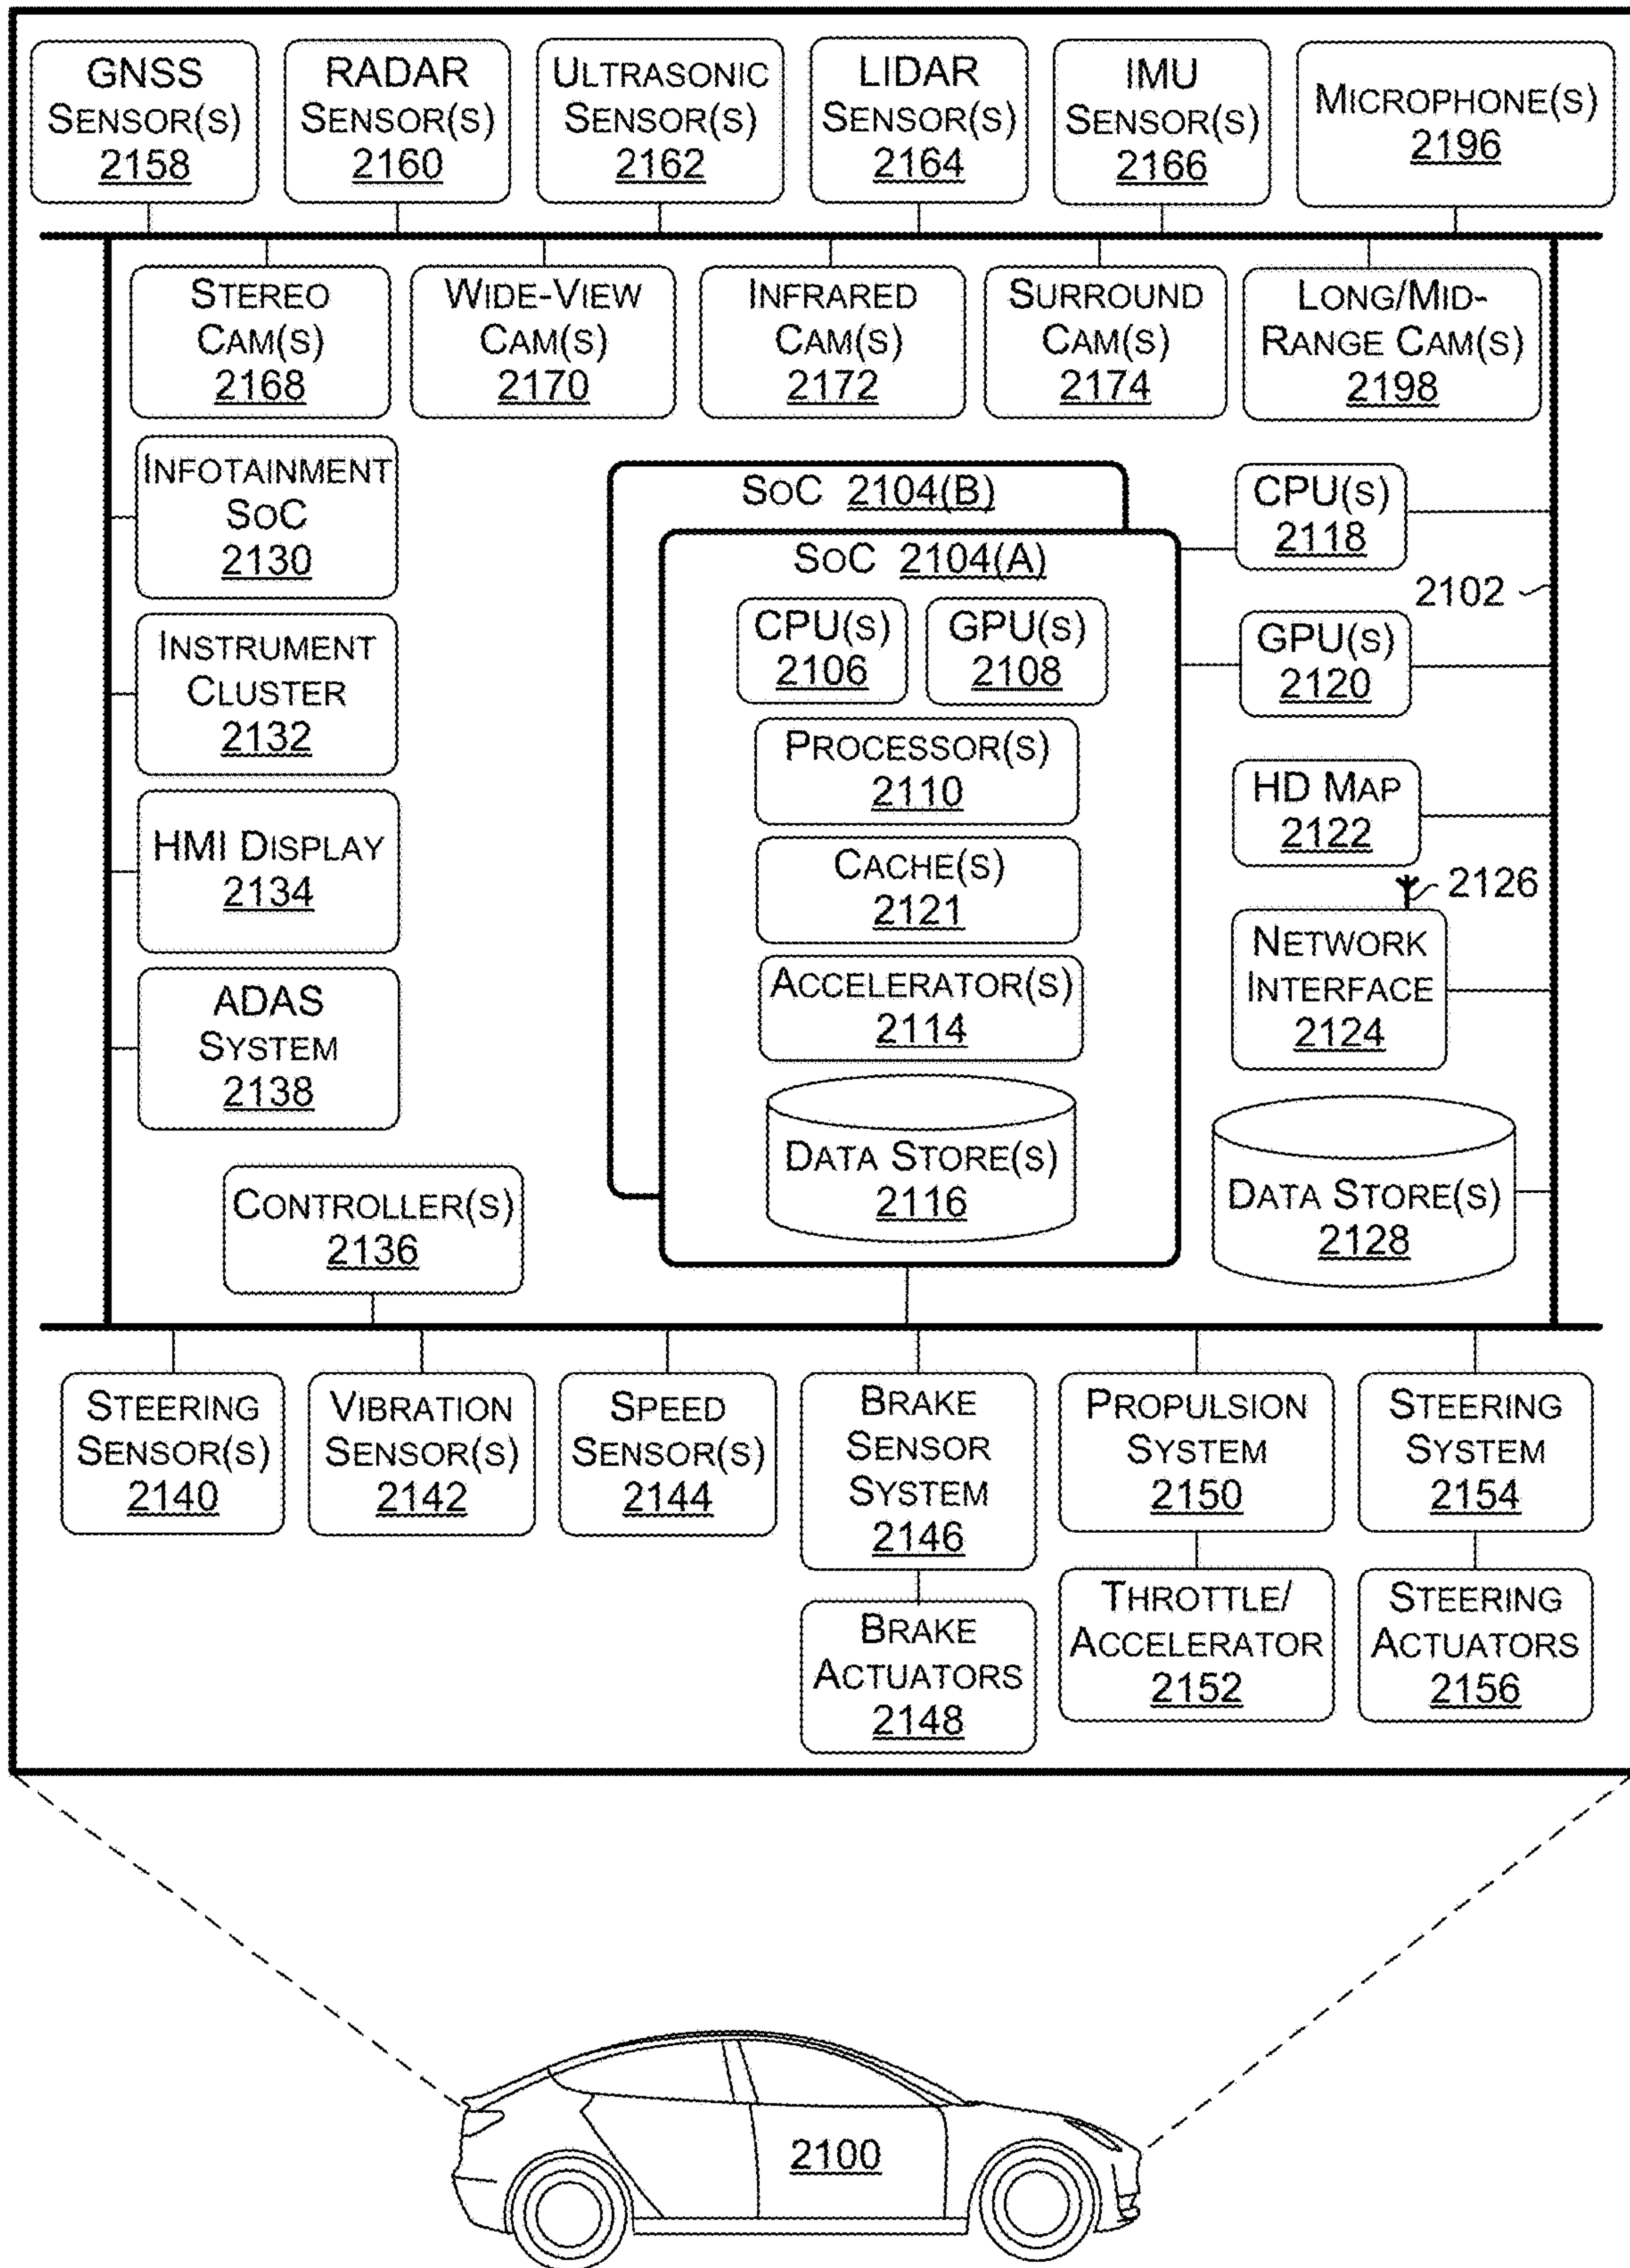 GNSS
SENSOR(S)
2158
RADAR
SENSOR(S)
2160
ULTRASONIC
SENSOR(S)
2162
LIDAR
SENSOR(S)
2164
IMU
SENSOR(S)
2166
MICROPHONE(S)
2196
STEREO
CAM(S)
2168
WIDE-VIEW
CAM(S)
2170
INFRARED
CAM(S)
2172
SURROUND
CAM(S)
2174
LONG/MID-
RANGE CAM(S)
2198
INFOTAINMENT
SOC
2130
INSTRUMENT
CLUSTER
2132
HMI DISPLAY
2134
ADAS
SYSTEM
2138
CONTROLLER(S)
2136
SOC 2104(B)
SOC 2104(A)
CPU(S)
2106
GPU(S)
2108
PROCESSOR(S)
2110
CACHE(S)
2121
ACCELERATOR(S)
2114
DATA STORE(S)
2116
CPU(S)
2118
2102
GPU(S)
2120
HD MAP
2122
2126
NETWORK
INTERFACE
2124
DATA STORE(S)
2128
STEERING
SENSOR(S)
2140
VIBRATION
SENSOR(S)
2142
SPEED
SENSOR(S)
2144
BRAKE
SENSOR
SYSTEM
2146
PROPULSION
SYSTEM
2150
STEERING
SYSTEM
2154
BRAKE
ACTUATORS
2148
THROTTLE/
ACCELERATOR
2152
STEERING
ACTUATORS
2156
2100